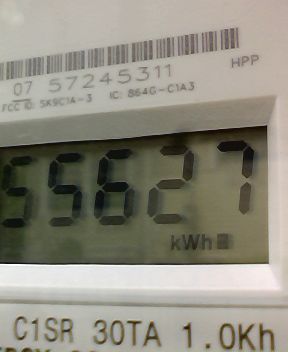 07 57245311
HPP
FCC ID: SK9C1A-3 IC: 864G-C1A3
55627
kWh
C1SR 30TA 1.0Kh